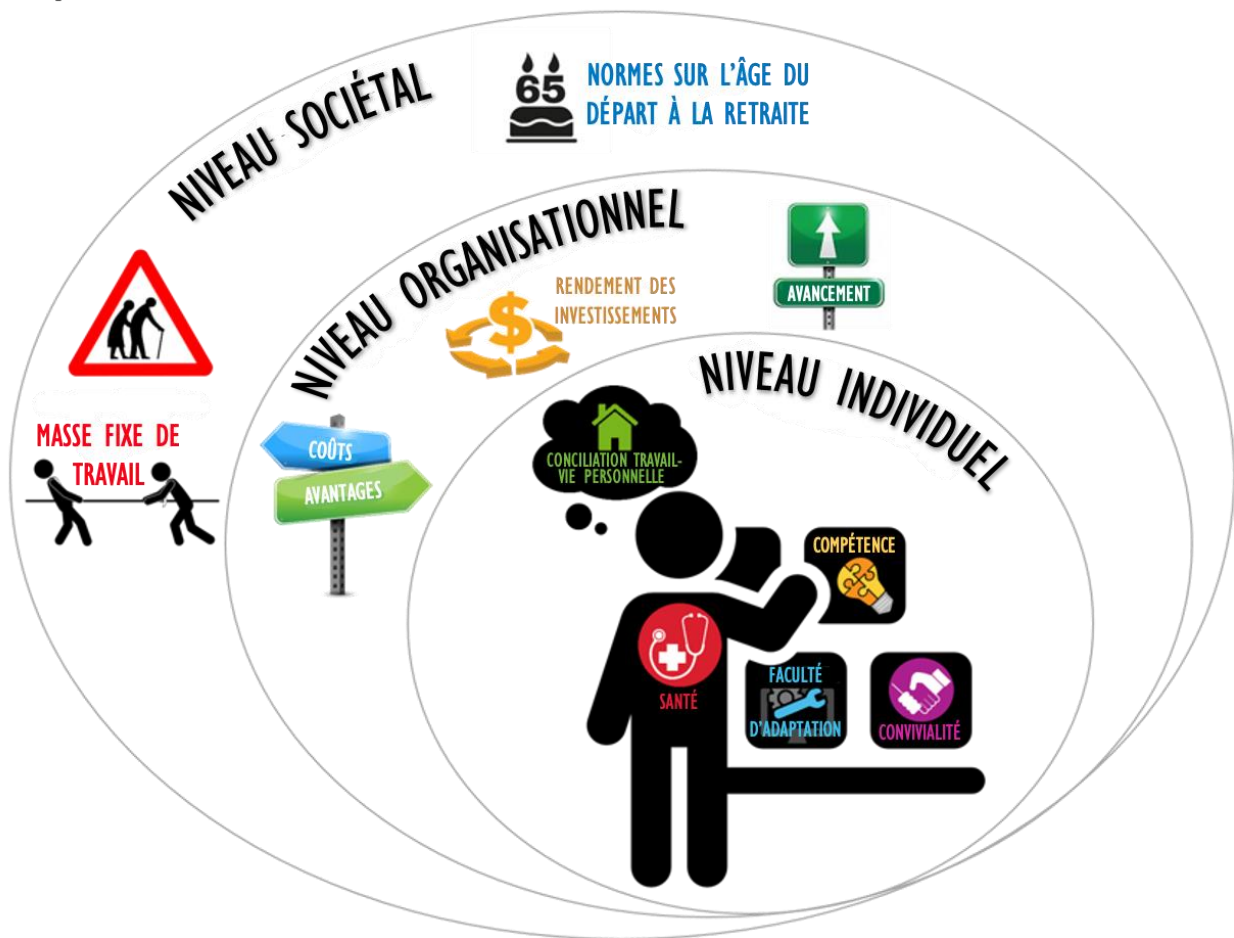 65
NORMES SUR L'ÂGE DU
DÉPART À LA RETRAITE
NIVEAU SOCIÉTAL
NIVEAU ORGANISATIONNEL
AVANCEMENT
RENDEMENT DES
INVESTISSEMENTS
$
NIVEAU INDIVIDUEL
MASSE FIXE DE
TRAVAIL
COÛTS
AVANTAGES
CONCILIATION TRAVAIL-
VIE PERSONNELLE
COMPÉTENCE
SANTÉ
FACULTÉ
D'ADAPTATION
CONVIVIALITÉ